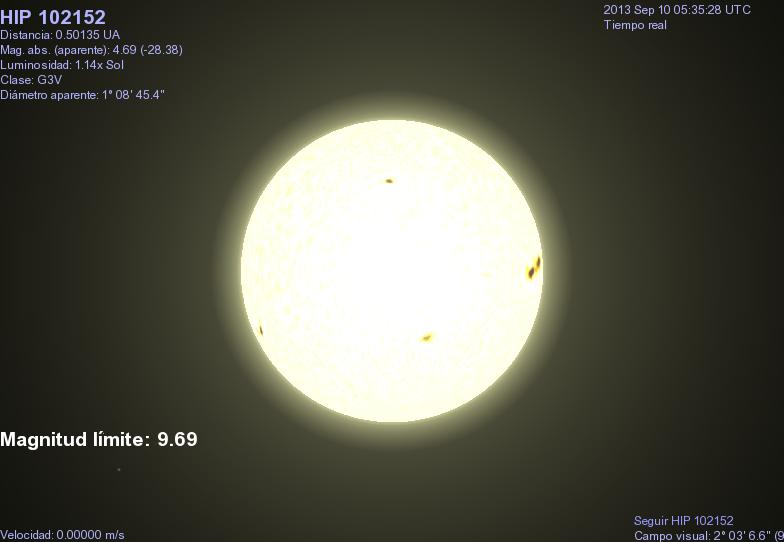 HIP 102152
Distancia: 0.50135 UA
Mag. abs. (aparente): 4.69 (-28.38)
Luminosidad: 1.14x Sol
Clase: G3V
Diámetro aparente: 1° 08' 45.4"
2013 Sep 10 05:35:28 UTC
Tiempo real
Magnitud límite: 9.69
Velocidad: 0.00000 m/s
Seguir HIP 102152
Campo visual: 2° 03' 6.6" (9